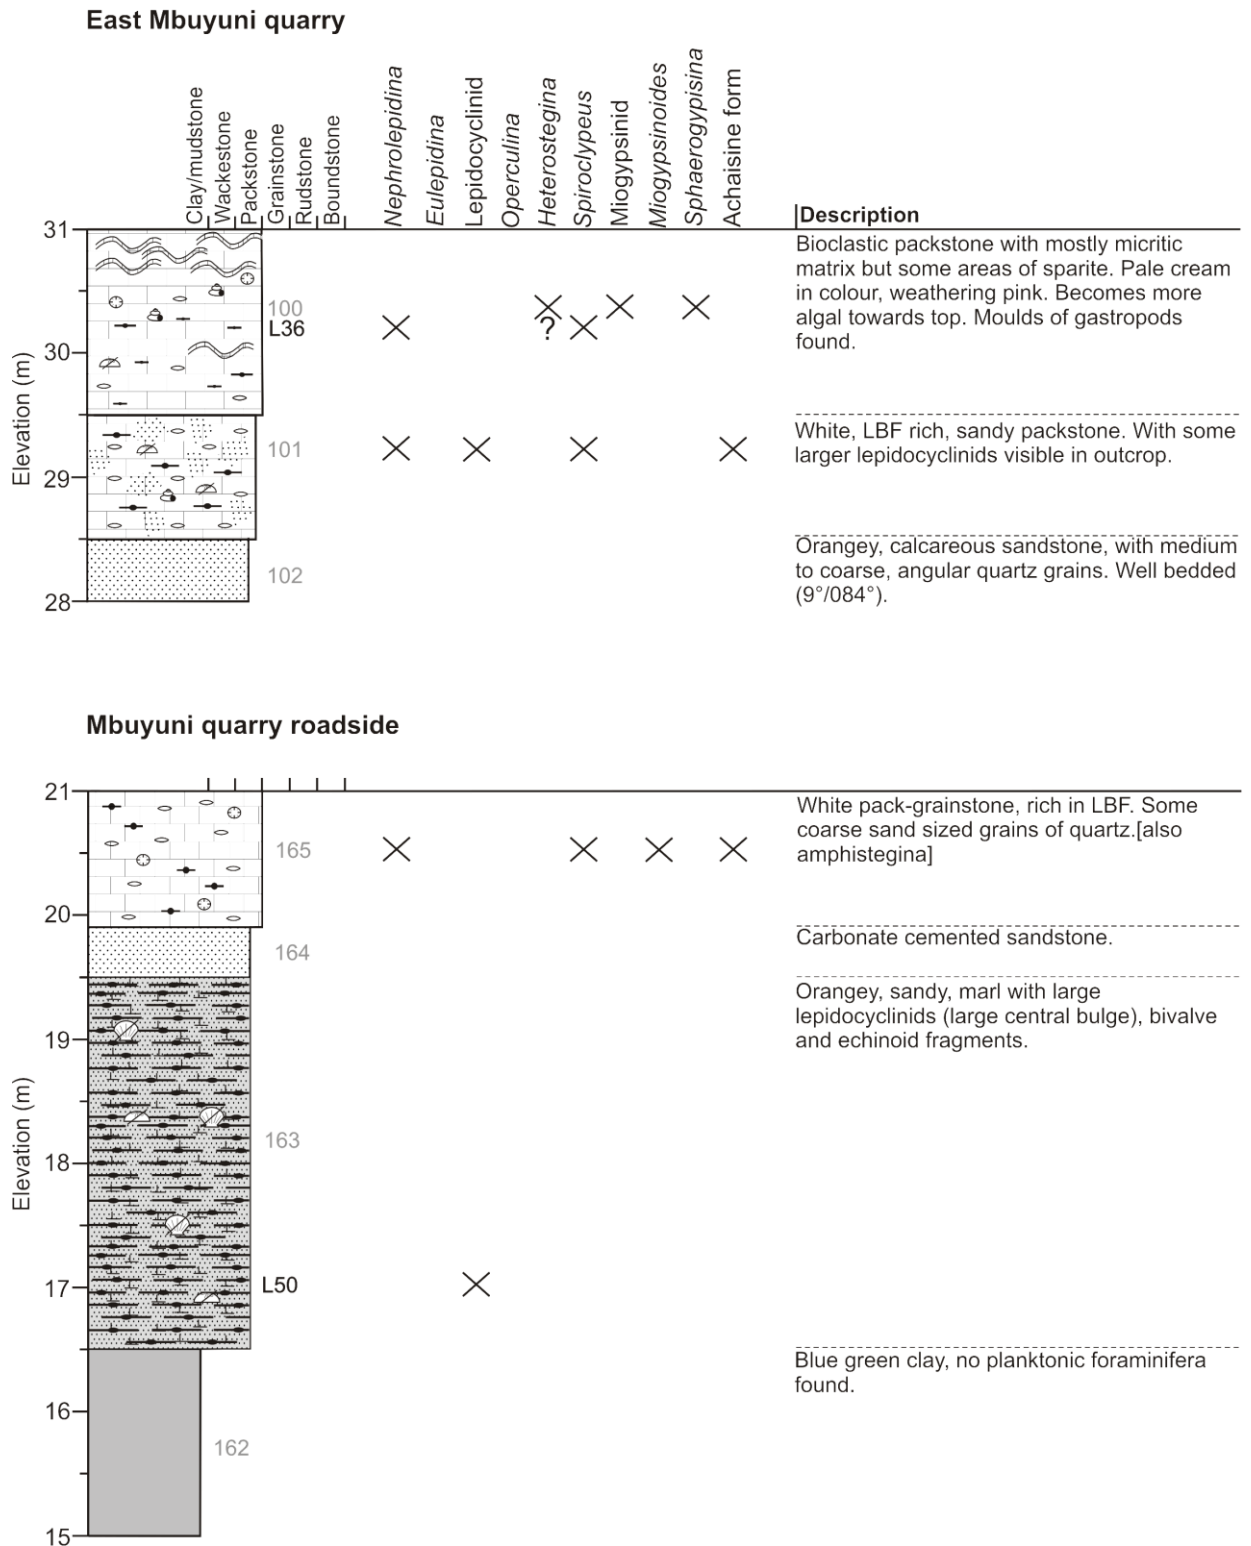 East Mbuyuni quarry
Clay/mudstone
Wackestone
Packstone
Grainstone
Rudstone
Boundstone
Nephrolepidina
Eulepidina
Lepidocyclinid
Operculina
Heterostegina
Spiroclypeus
Miogypsinid
Miogypsinoides
Sphaerogypisina
Achaisine form
Description
Elevation (m)
31
30
29
28
100
L36
?
101
102
Bioclastic packstone with mostly micritic
matrix but some areas of sparite. Pale cream
in colour, weathering pink. Becomes more
algal towards top. Moulds of gastropods
found.
White, LBF rich, sandy packstone. With some
larger lepidocyclinids visible in outcrop.
Orangey, calcareous sandstone, with medium
to coarse, angular quartz grains. Well bedded
(9°/084°).
Mbuyuni quarry roadside
Elevation (m)
21
20
19
18
17
16
15
165
164
163
L50
162
White pack-grainstone, rich in LBF. Some
coarse sand sized grains of quartz.[also
amphistegina]
Carbonate cemented sandstone.
Orangey, sandy, marl with large
lepidocyclinids (large central bulge), bivalve
and echinoid fragments.
Blue green clay, no planktonic foraminifera
found.